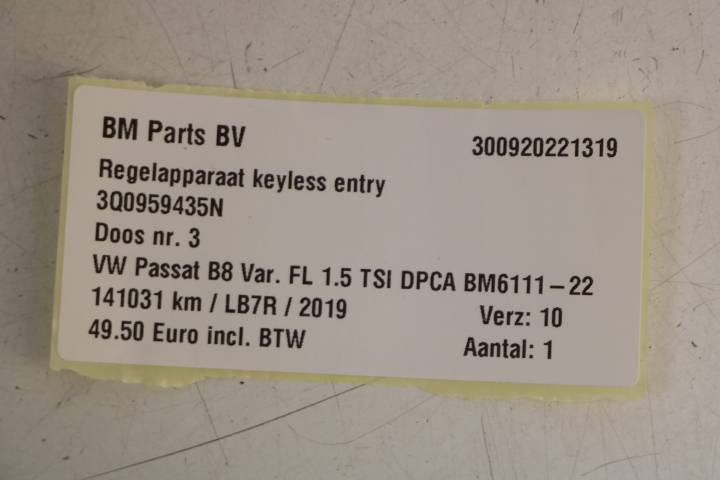 BM Parts BV 300920221319
Regelapparaat keyless entry
3Q0959435N
Doos nr. 3
VW Passat B8 Var. FL 1.5 TSI DPCA BM6111-22
141031 km / LB7R / 2019 Verz: 10
49.50 Euro incl. BTW Aantal: 1